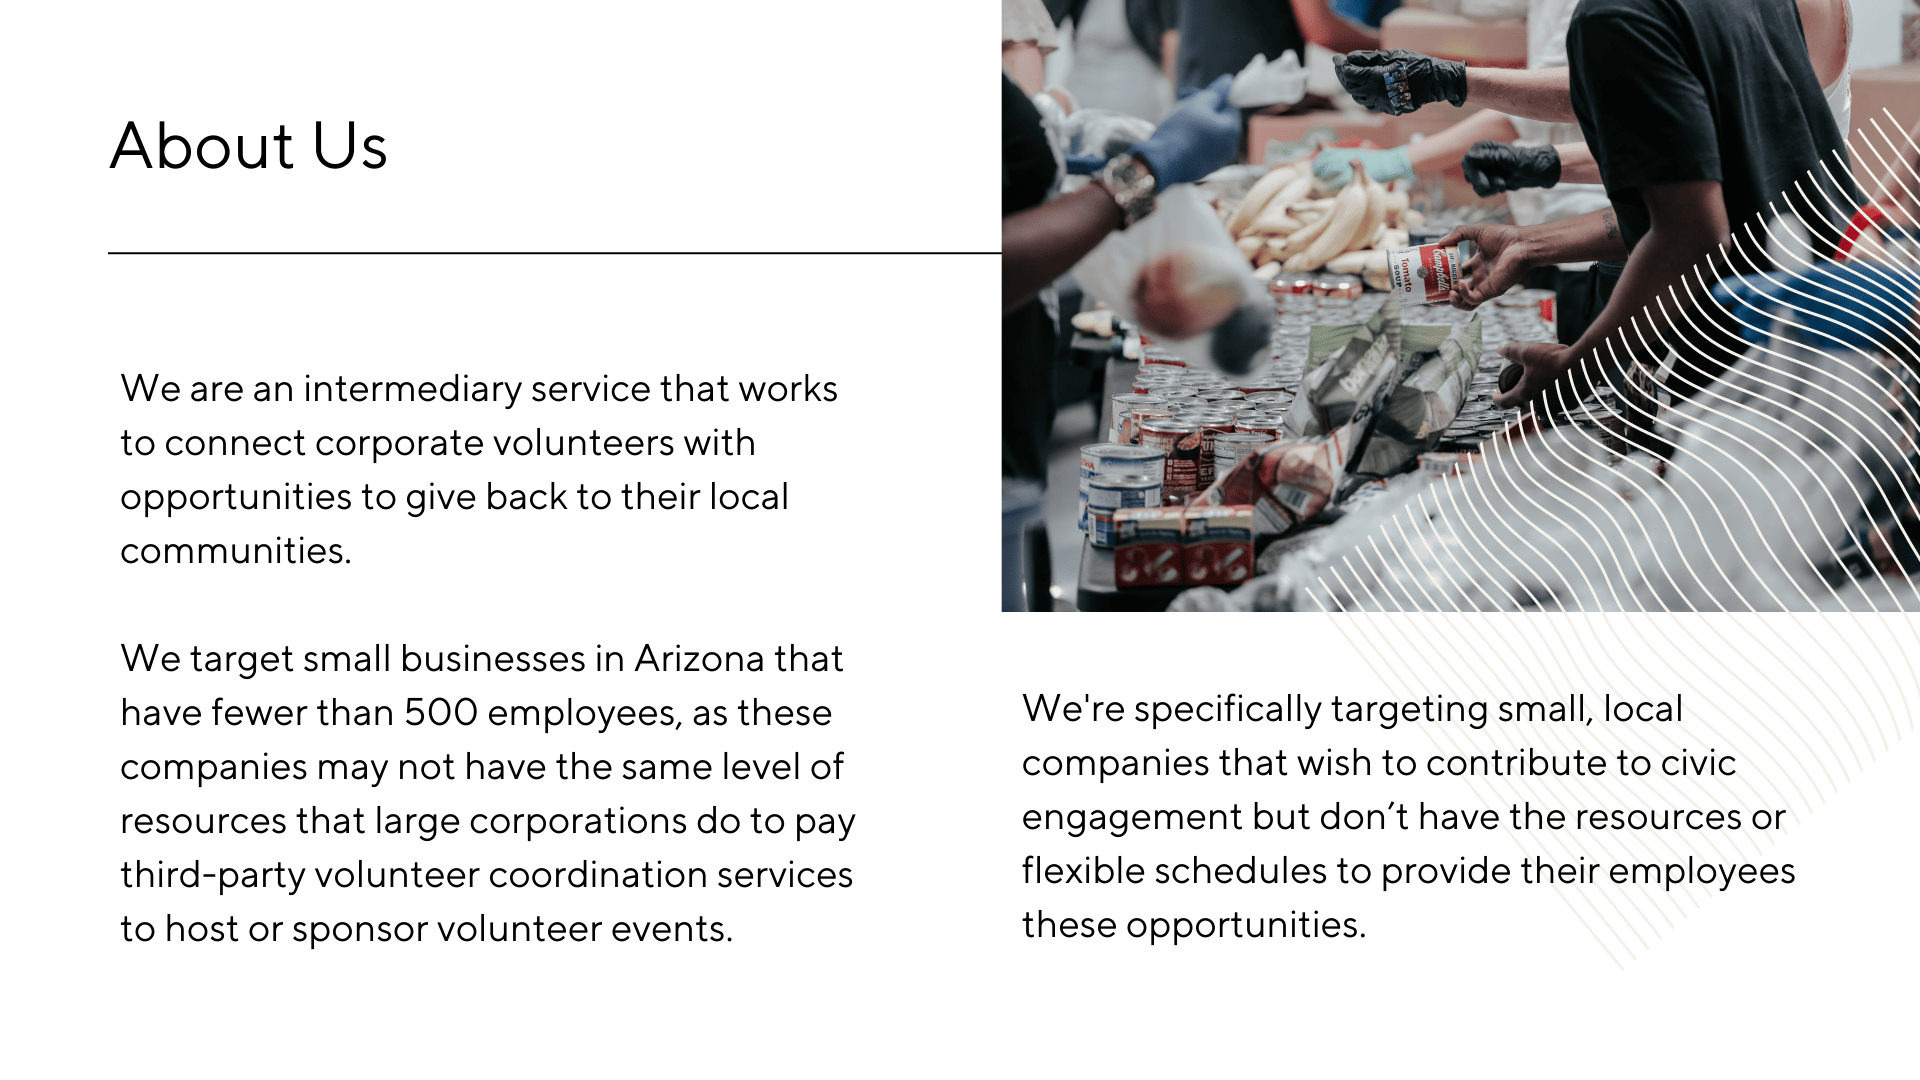 About Us
We are an intermediary service that works
to connect corporate volunteers with
opportunities to give back to their local
communities.
We target small businesses in Arizona that
have fewer than 500 employees, as these
companies may not have the same level of
resources that large corporations do to pay
third-party volunteer coordination services
to host or sponsor volunteer events.
Campbell's
Tomato
SOUP
We're specifically targeting small, local
companies that wish to contribute to civic
engagement but don’t have the resources or
flexible schedules to provide their employees
these opportunities.